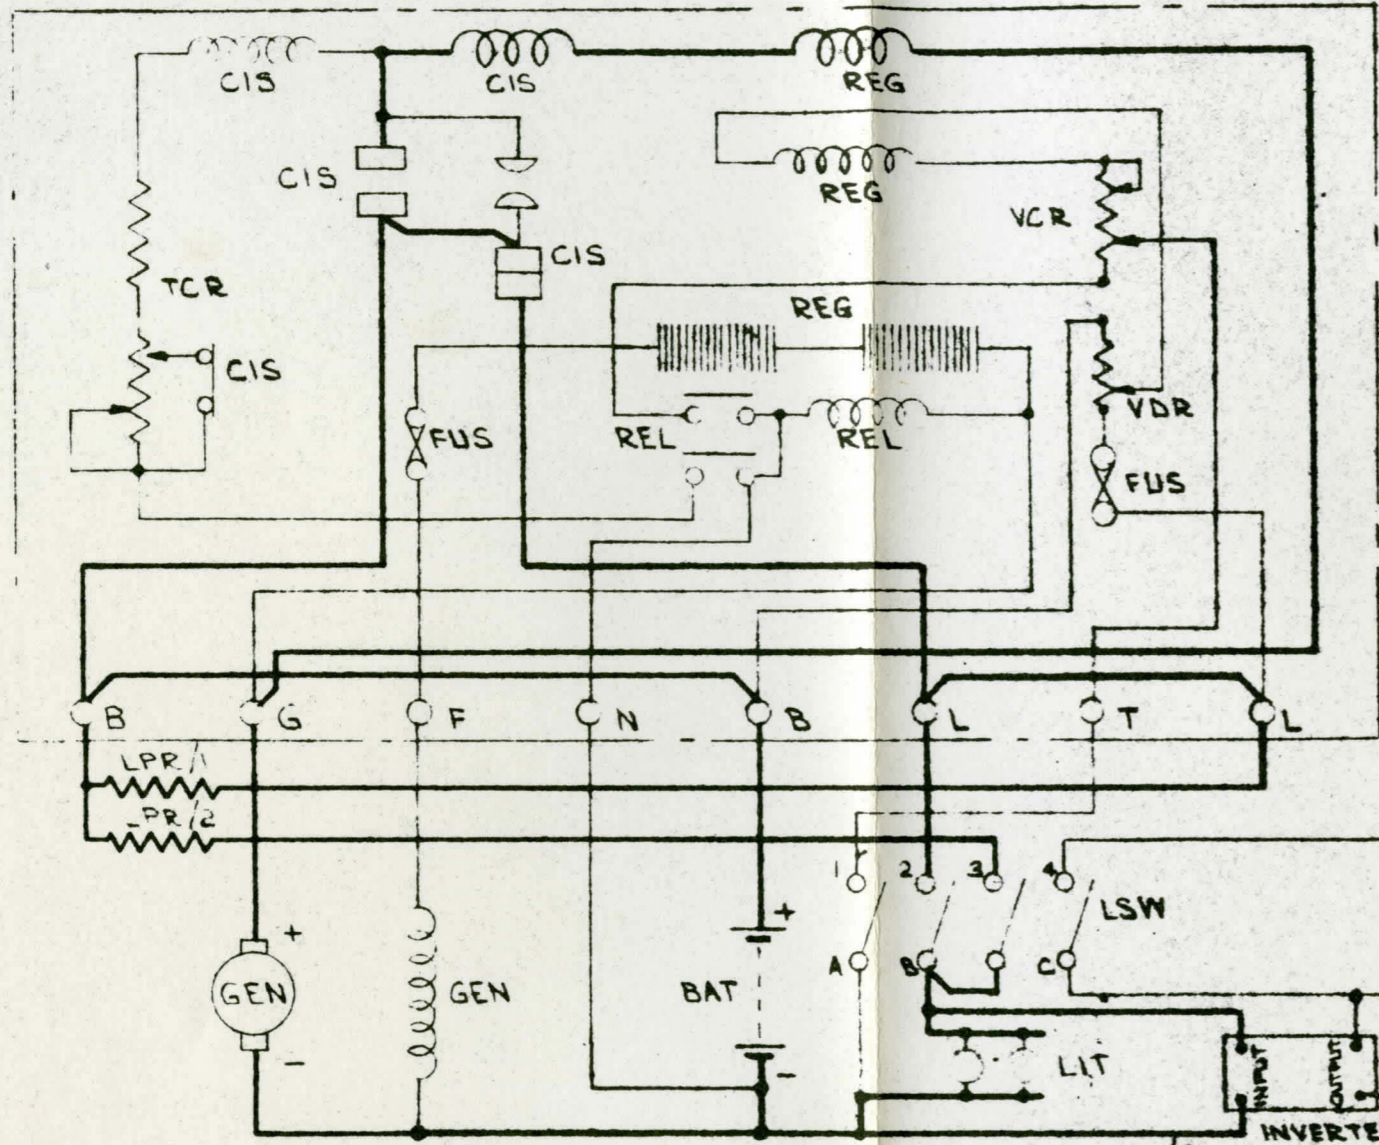 CIS
CIS
REG
CIS
REG
VCR
CIS
TCR
REG
CIS
VDR
FUS
REL
REL
FUS
B
G
F
N
B
L
T
L
LPR/1
LPR/2
1
2
3
4
LSW
+
+
A
B
C
GEN
GEN
BAT
-
-
LIT
INPUT
OUTPUT
INVERTE